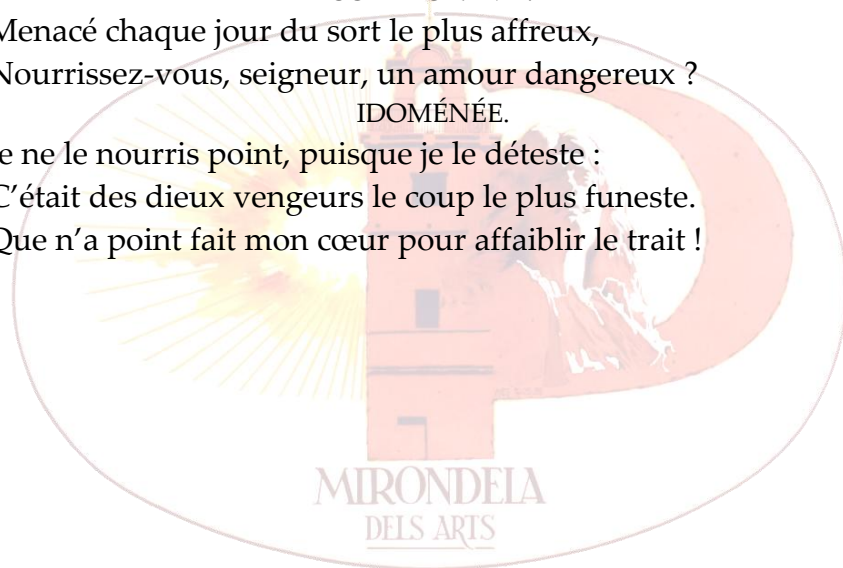 Menacé chaque jour du sort le plus affreux,
Nourrissez-vous, seigneur, un amour dangereux ?
IDOMÉNÉE.
e ne le nourris point, puisque je le déteste :
C’était des dieux vengeurs le coup le plus funeste.
Que n’a point fait mon cœur pour affaiblir le trait !
MIRONDELA
DELS ARTS